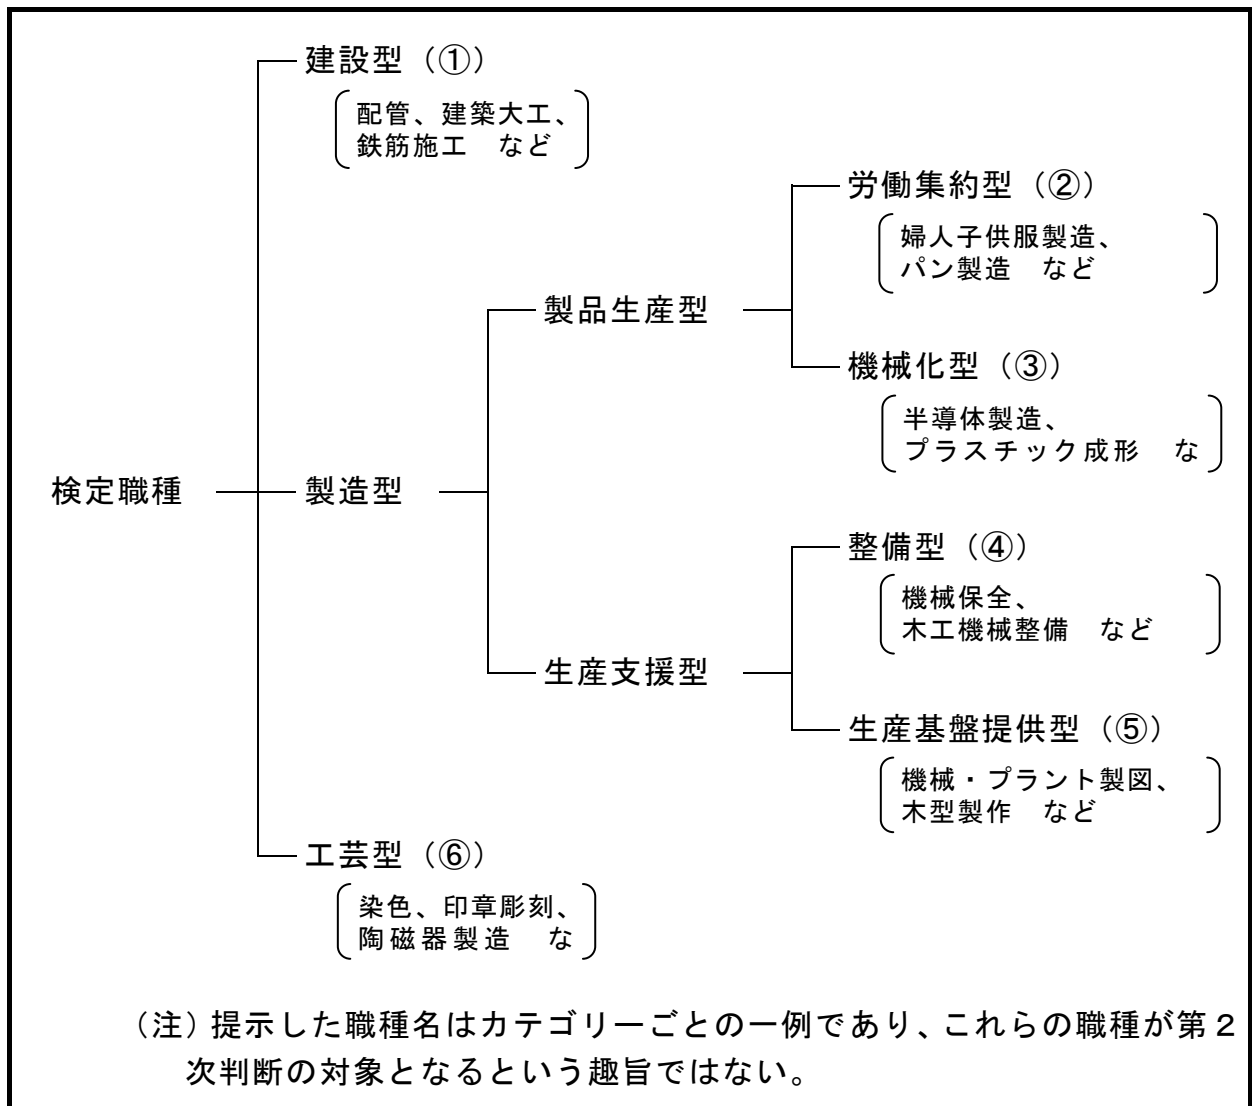 建設型（①）
配管、建築大工、
鉄筋施工　など
労働集約型（②）
婦人子供服製造、
パン製造　など
製品生産型
機械化型（③）
半導体製造、
プラスチック成形　な
検定職種
製造型
整備型（④）
機械保全、
木工機械整備　など
生産支援型
生産基盤提供型（⑤）
機械・プラント製図、
木型製作　など
工芸型（⑥）
染色、印章彫刻、
陶磁器製造　な
（注）提示した職種名はカテゴリーごとの一例であり、これらの職種が第２
次判断の対象となるという趣旨ではない。